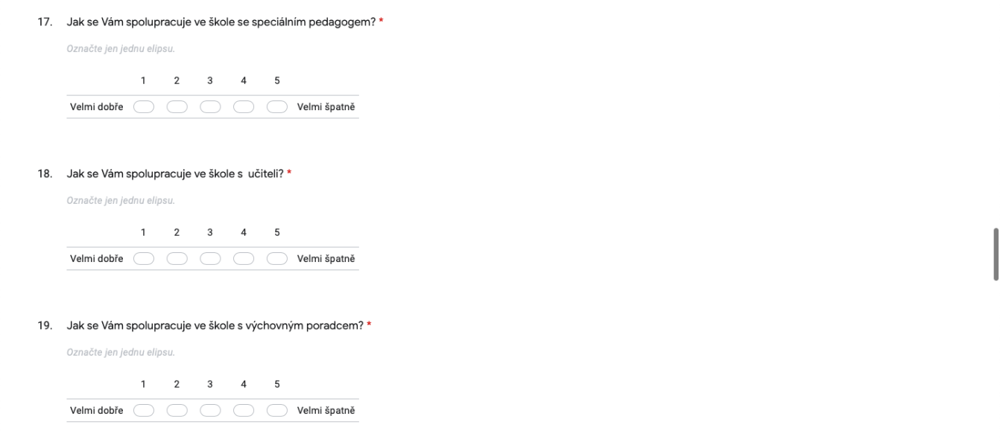 17. Jak se Vám spolupracuje ve škole se speciálním pedagogem? *
Označte jen jednu elipsu.
1 2 3 4 5
Velmi dobře Velmi špatně
18. Jak se Vám spolupracuje ve škole s  učiteli? *
Označte jen jednu elipsu.
1 2 3 4 5
Velmi dobře Velmi špatně
19. Jak se Vám spolupracuje ve škole s výchovným poradcem? *
Označte jen jednu elipsu.
1 2 3 4 5
Velmi dobře Velmi špatně